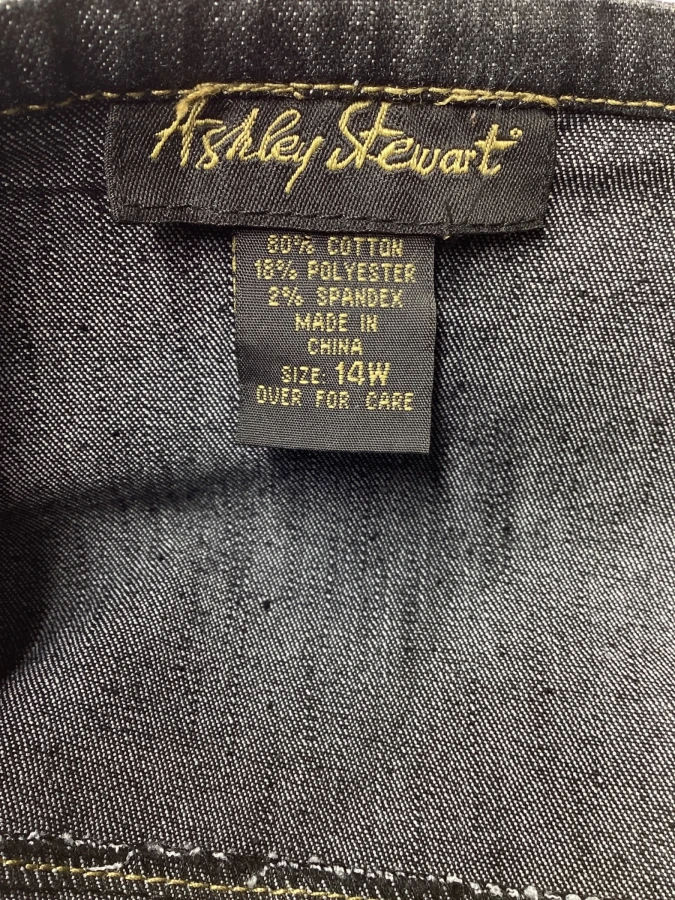 Ashley Stewart
80% COTTON
18% POLYESTER
2% SPANDEX
MADE IN
CHINA
SIZE: 14W
OVER FOR CARE